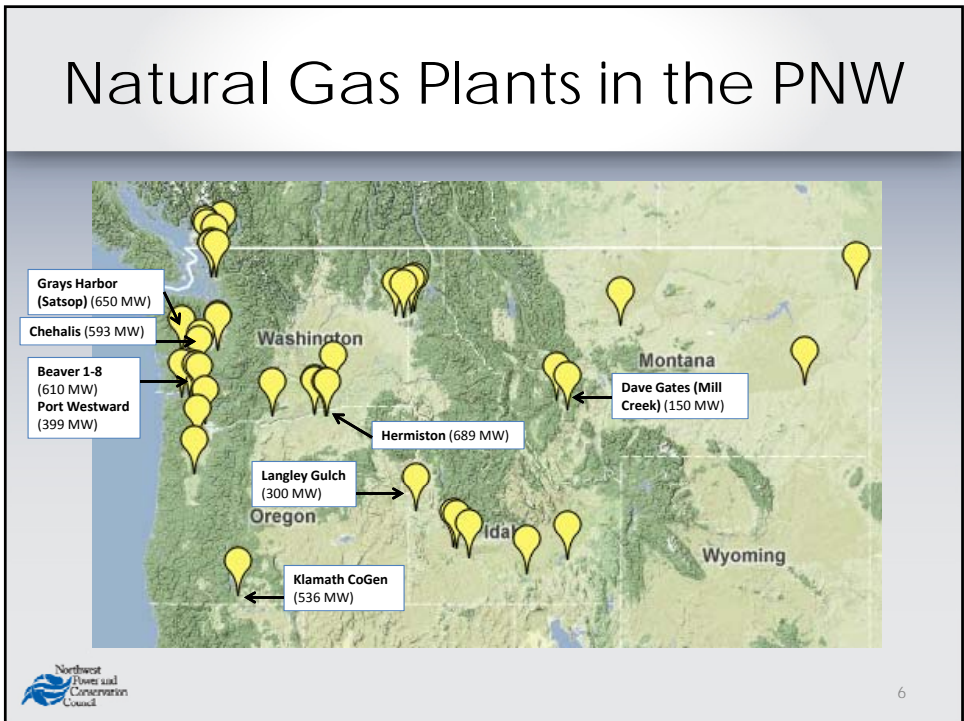 Natural Gas Plants in the PNW
Grays Harbor
(Satsop) (650 MW)
Chehalis (593 MW)
Beaver 1-8
(610 MW)
Port Westward
(399 MW)
Washington
Montana
Dave Gates (Mill
Creek) (150 MW)
Hermiston (689 MW)
Langley Gulch
(300 MW)
Oregon
Idah
Wyoming
Klamath CoGen
(536 MW)
Northwest
Power and
Conservation
Council
6